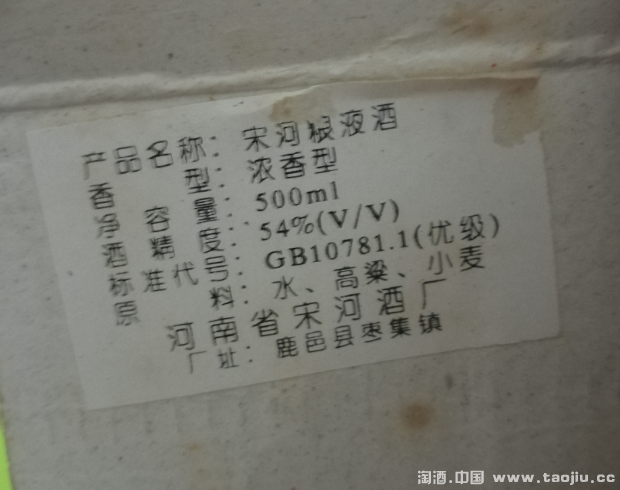 产品名称：宋河粮液酒
香型：浓香型
净容量：500ml
酒精度：54%(V/V)
标准代号：GB10781.1(优级)
原料：水、高粱、小麦
河南省宋河酒厂
厂址：鹿邑县枣集镇
淘酒.中国 www.taojiu.cc